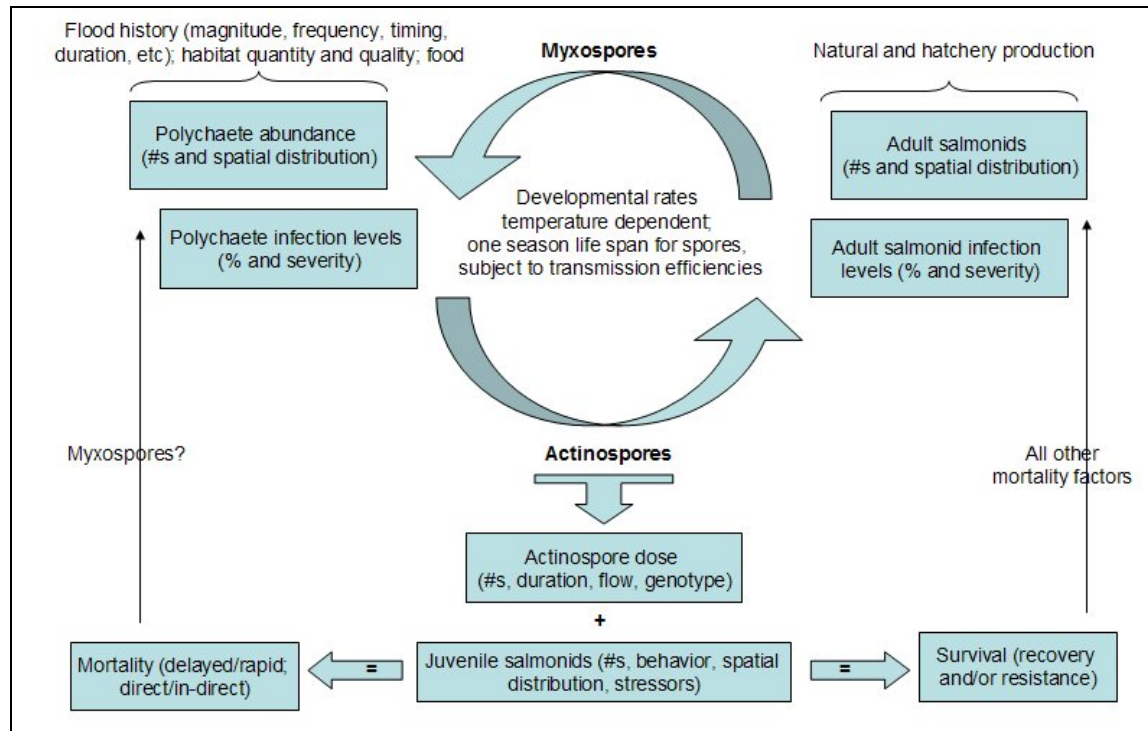 Flood history (magnitude, frequency, timing,
duration, etc); habitat quantity and quality; food
Myxospores
Natural and hatchery production
Polychaete abundance
(#s and spatial distribution)
Adult salmonids
(#s and spatial distribution)
Developmental rates
temperature dependent;
one season life span for spores,
subject to transmission efficiencies
Polychaete infection levels
(% and severity)
Adult salmonid infection
levels (% and severity)
Myxospores?
Actinospores
All other
mortality factors
Actinospore dose
(#s, duration, flow, genotype)
+
Mortality (delayed/rapid;
direct/in-direct)
=
Juvenile salmonids (#s, behavior, spatial
distribution, stressors)
=
Survival (recovery
and/or resistance)